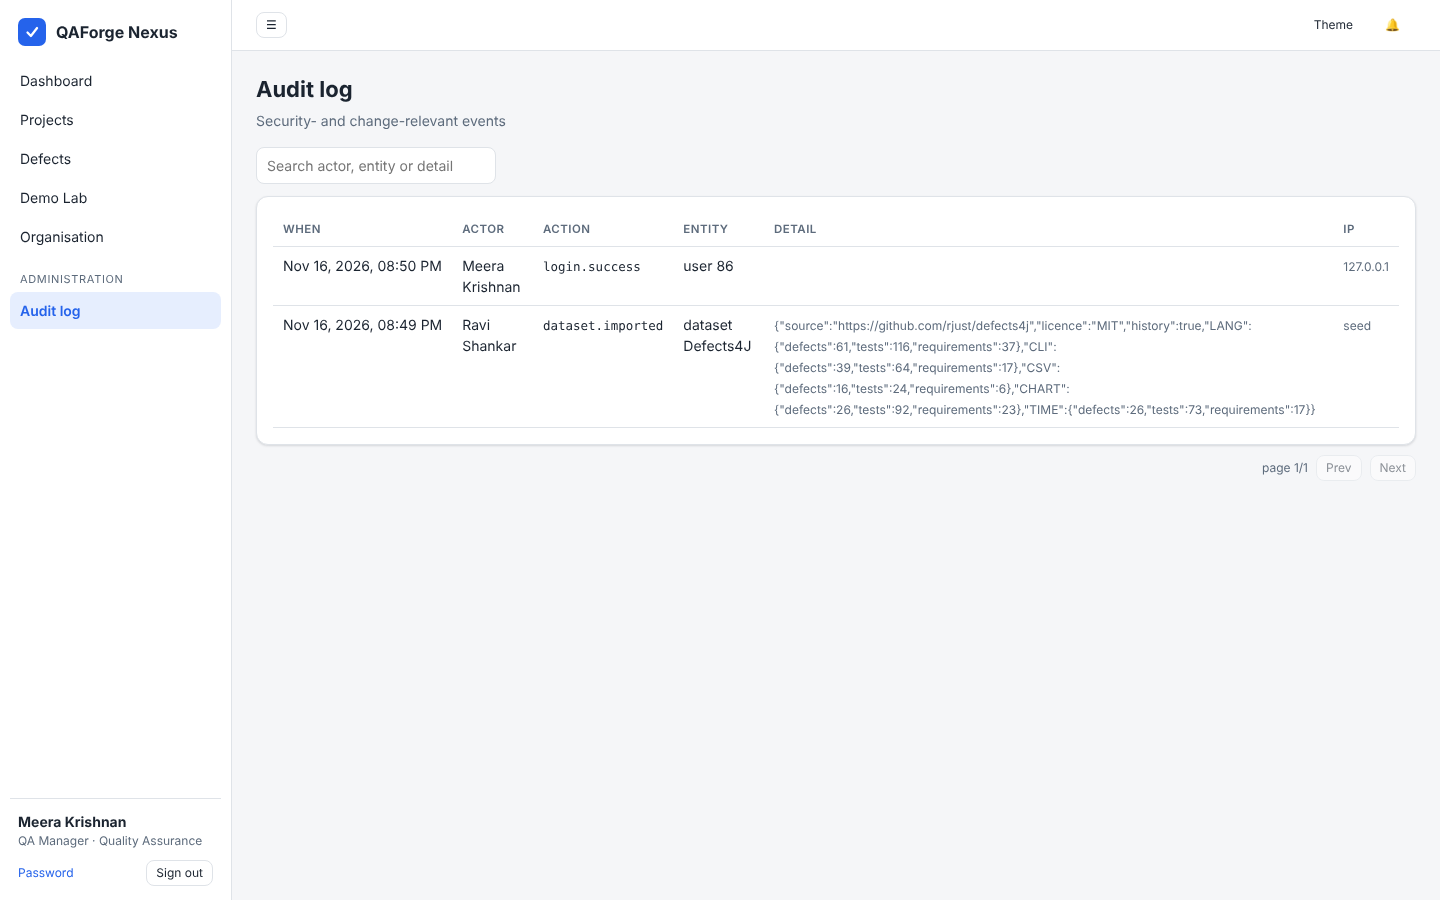 QAForge Nexus
Dashboard
Projects
Defects
Demo Lab
Organisation
ADMINISTRATION
Audit log
Meera Krishnan
QA Manager · Quality Assurance
Password
Sign out
☰
Theme
🔔
Audit log
Security- and change-relevant events
Search actor, entity or detail
WHEN ACTOR ACTION ENTITY DETAIL IP
Nov 16, 2026, 08:50 PM Meera login.success user 86 127.0.0.1
Krishnan
Nov 16, 2026, 08:49 PM Ravi dataset.imported dataset {"source":"https://github.com/rjust/defects4j","licence":"MIT","history":true,"LANG": seed
Shankar Defects4J {"defects":61,"tests":116,"requirements":37},"CLI":
{"defects":39,"tests":64,"requirements":17},"CSV":
{"defects":16,"tests":24,"requirements":6},"CHART":
{"defects":26,"tests":92,"requirements":23},"TIME":{"defects":26,"tests":73,"requirements":17}}
page 1/1 Prev Next